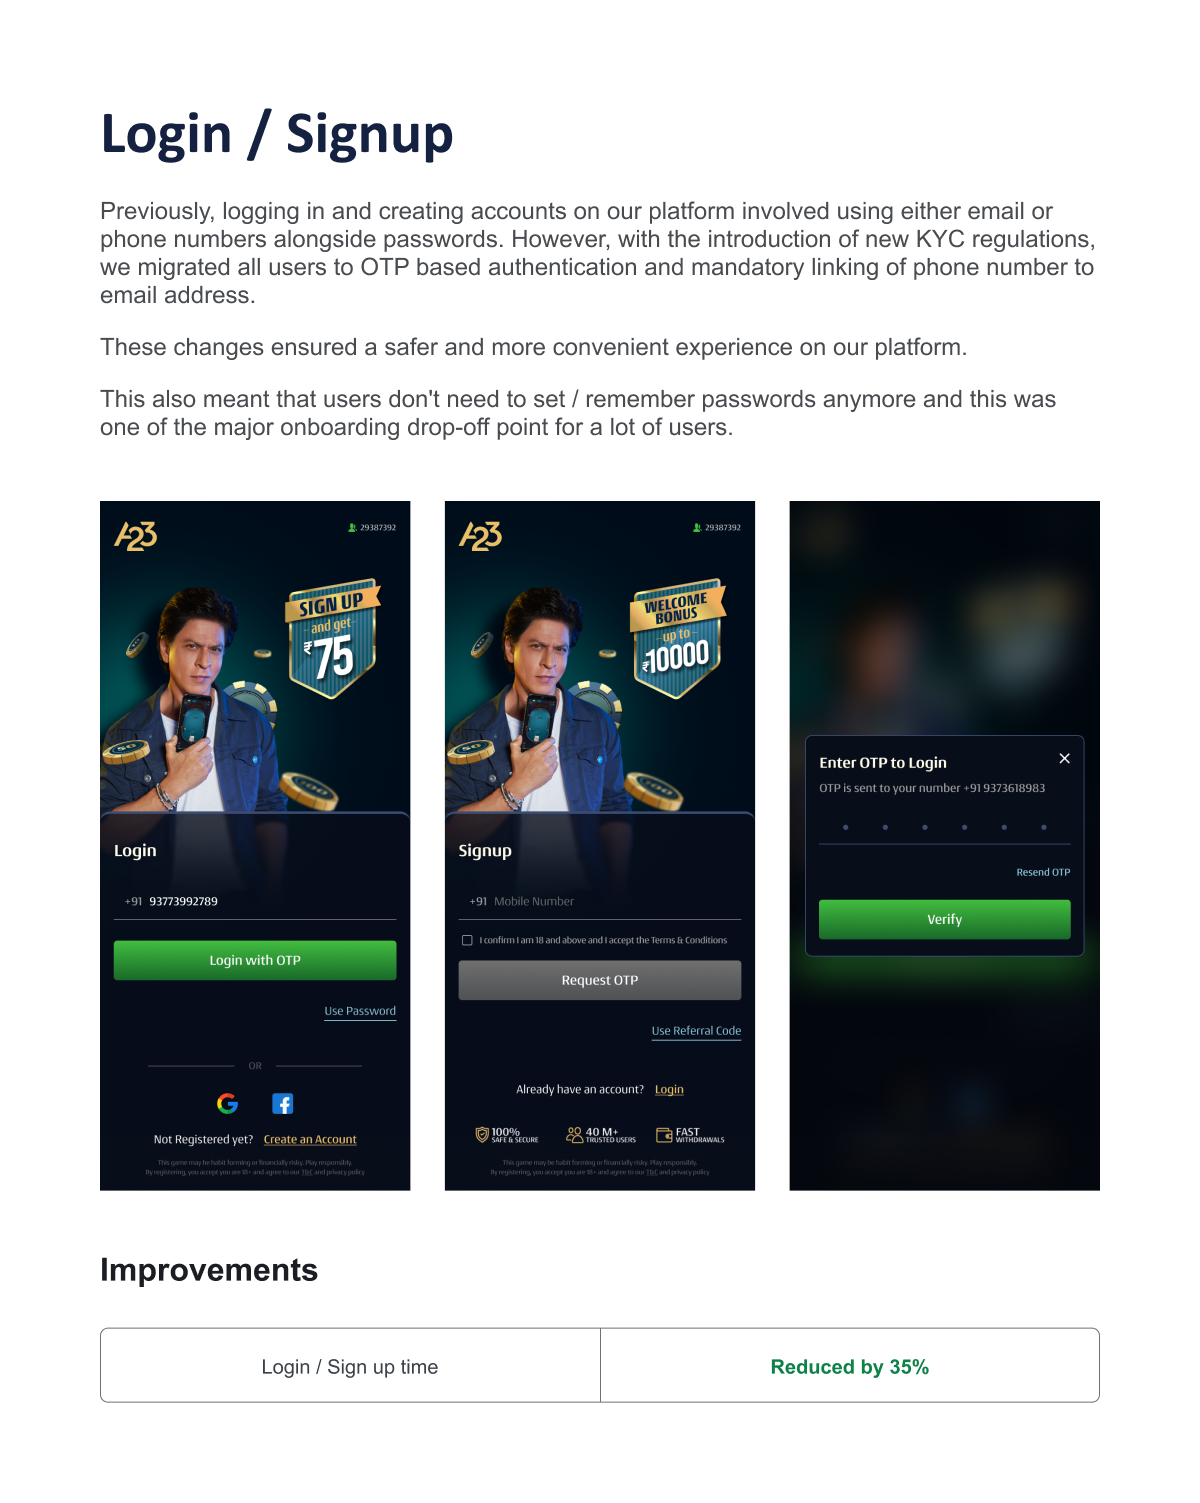 Login / Signup
Previously, logging in and creating accounts on our platform involved using either email or
phone numbers alongside passwords. However, with the introduction of new KYC regulations,
we migrated all users to OTP based authentication and mandatory linking of phone number to
email address.
These changes ensured a safer and more convenient experience on our platform.
This also meant that users don't need to set / remember passwords anymore and this was
one of the major onboarding drop-off point for a lot of users.
A23
29387392
SIGN UP
and get
₹75
50
100
Login
+91 93773992789
Login with OTP
Use Password
OR
Not Registered yet? Create an Account
This game may be habit forming or financially risky. Play responsibly.
By registering, you accept you are 18+ and agree to our T&C and privacy policy
A23
29387392
WELCOME
BONUS
up to
₹10000
50
100
Signup
+91 Mobile Number
I confirm I am 18 and above and I accept the Terms & Conditions
Request OTP
Use Referral Code
Already have an account? Login
100%
SAFE & SECURE
40 M+
TRUSTED USERS
FAST
WITHDRAWALS
This game may be habit forming or financially risky. Play responsibly.
By registering, you accept you are 18+ and agree to our T&C and privacy policy
Enter OTP to Login
OTP is sent to your number +91 9373618983
Resend OTP
Verify
Improvements
Login / Sign up time
Reduced by 35%